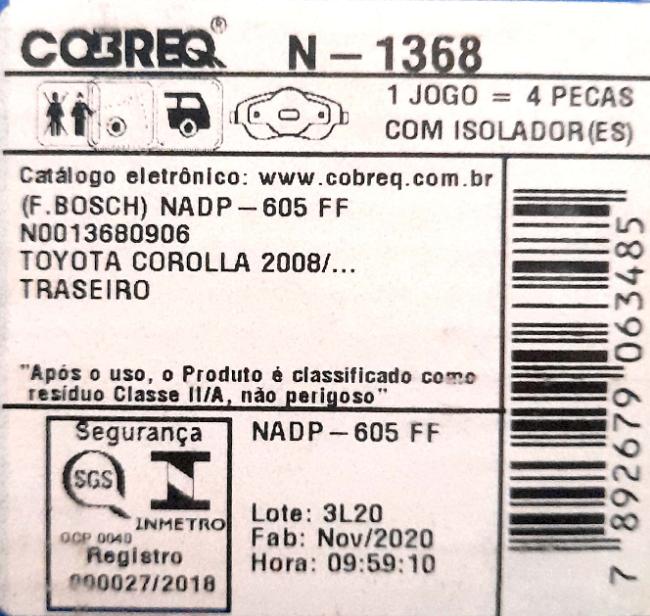 COBREQ® N-1368
1 JOGO = 4 PECAS
COM ISOLADOR(ES)
Catálogo eletrônico: www.cobreq.com.br
(F.BOSCH) NADP-605 FF
N0013680906
TOYOTA COROLLA 2008/...
TRASEIRO
"Após o uso, o Produto é classificado como
resíduo Classe II/A, não perigoso"
Segurança
SGS
INMETRO
OCP 0040
Registro
000027/2018
NADP-605 FF
Lote: 3L20
Fab: Nov/2020
Hora: 09:59:10
7 892679 063485